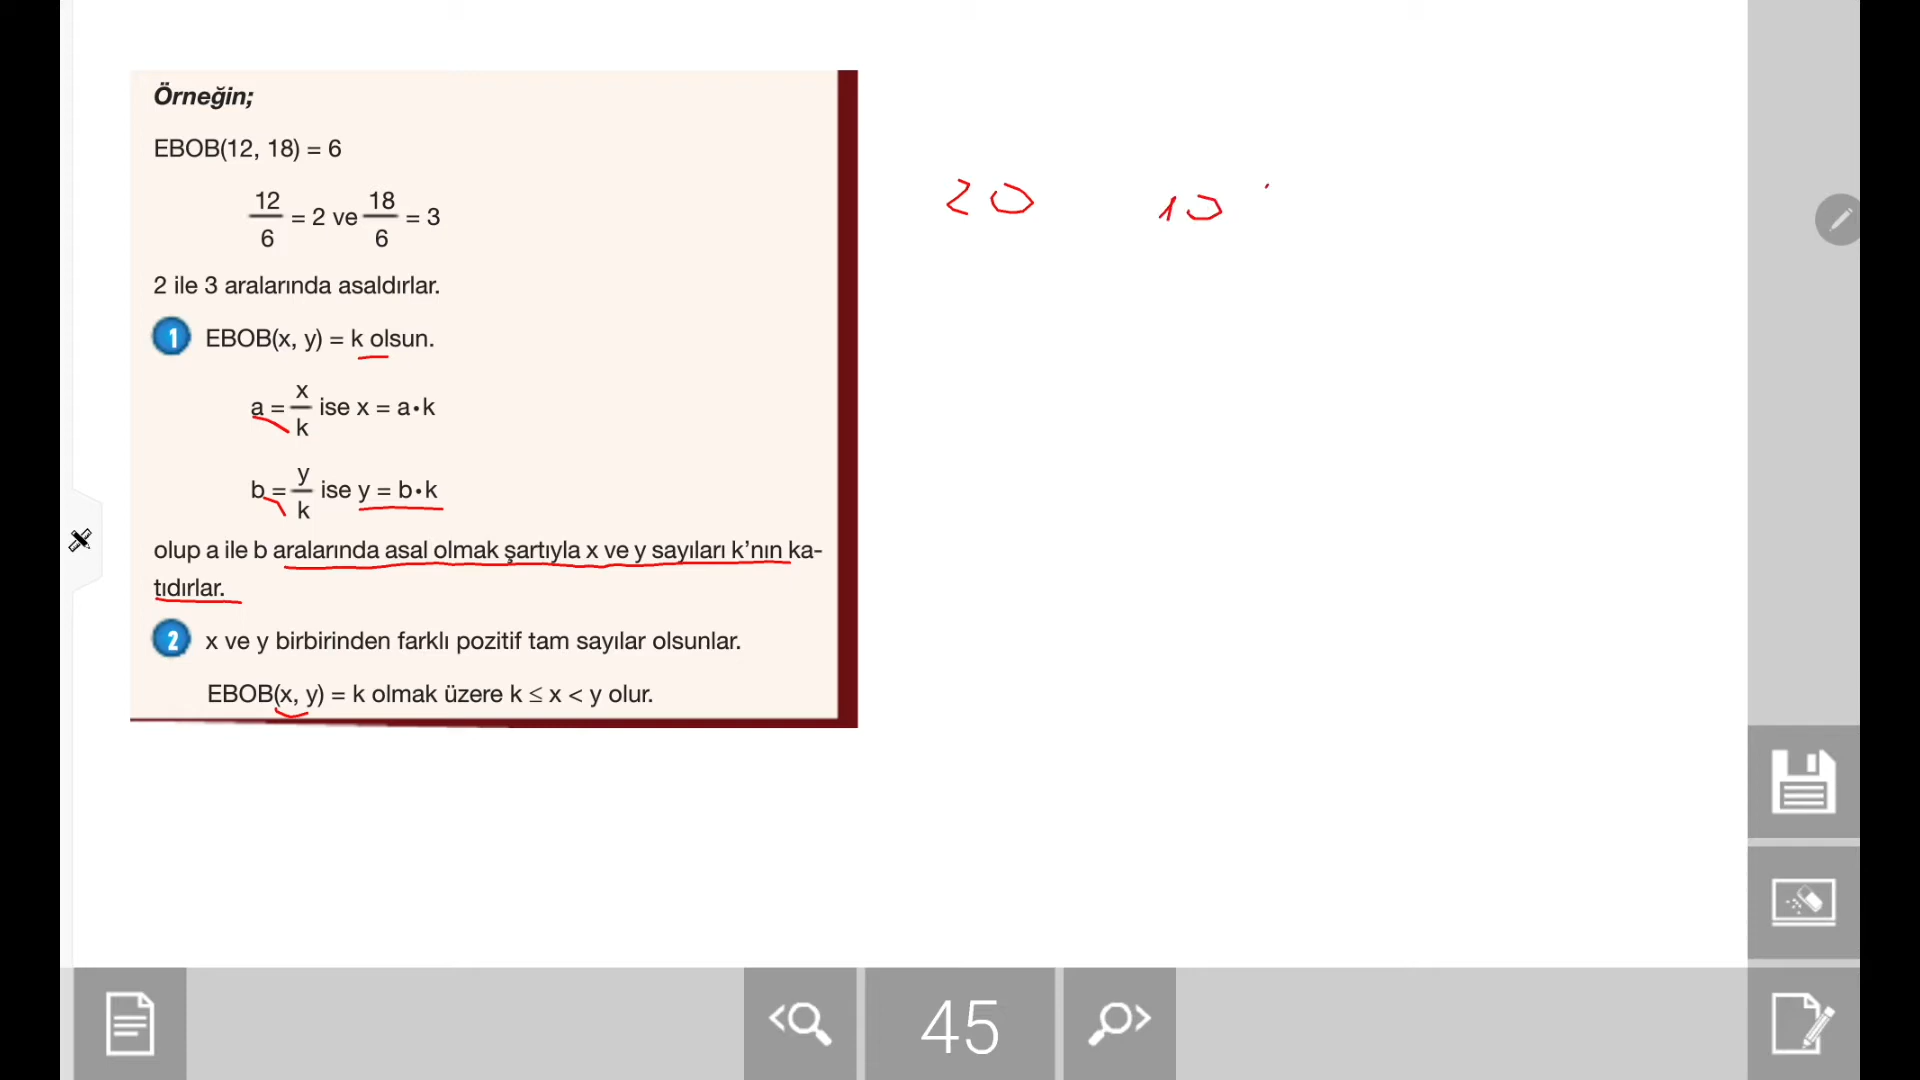 Örneğin;
EBOB(12, 18) = 6
12/6 = 2 ve 18/6 = 3
2 ile 3 aralarında asaldırlar.
1 EBOB(x, y) = k olsun.
a = x/k ise x = a·k
b = y/k ise y = b·k
olup a ile b aralarında asal olmak şartıyla x ve y sayıları k’nın ka-
tıdırlar.
2 x ve y birbirinden farklı pozitif tam sayılar olsunlar.
EBOB(x, y) = k olmak üzere k ≤ x < y olur.
20 10
45